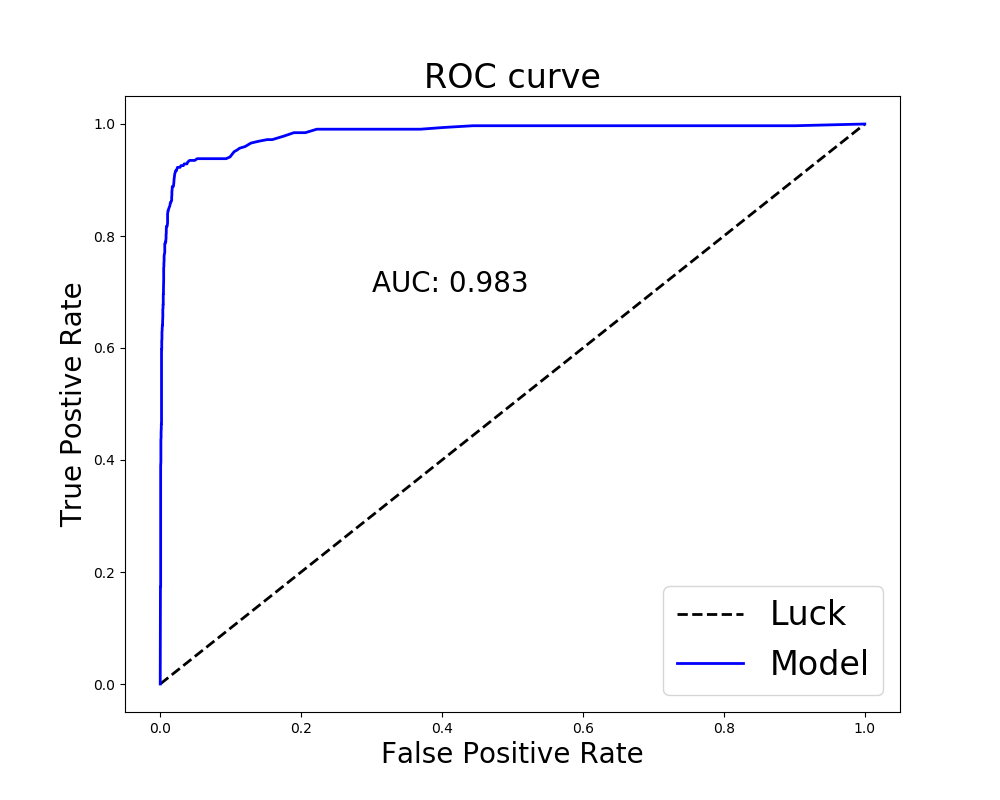 ROC curve
1.0
0.8
0.6
0.4
0.2
0.0
True Postive Rate
AUC: 0.983
Luck
Model
0.0 0.2 0.4 0.6 0.8 1.0
False Positive Rate